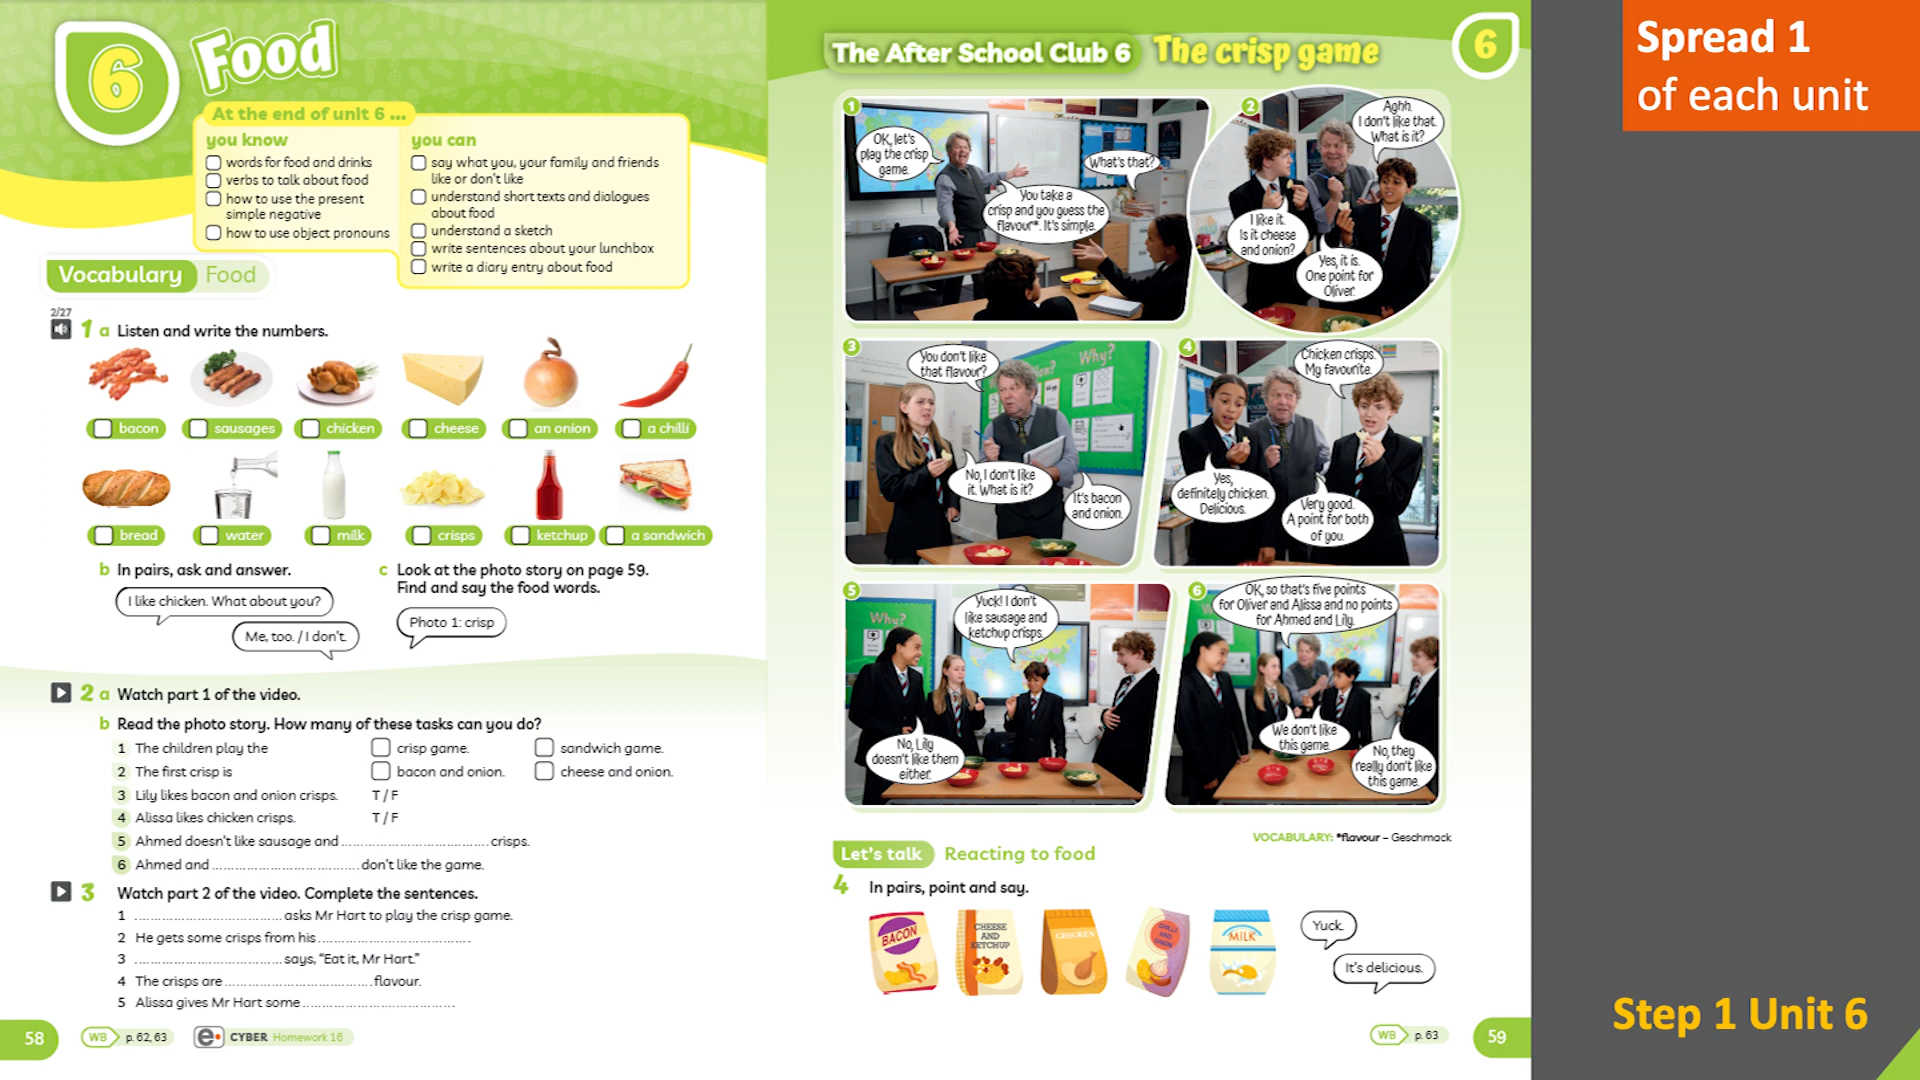 6
Food
At the end of unit 6 ...
you know
words for food and drinks
verbs to talk about food
how to use the present
simple negative
how to use object pronouns
you can
say what you, your family and friends
like or don't like
understand short texts and dialogues
about food
understand a sketch
write sentences about your lunchbox
write a diary entry about food
Vocabulary Food
2/27
1 a Listen and write the numbers.
bacon
sausages
chicken
cheese
an onion
a chilli
bread
water
milk
crisps
ketchup
a sandwich
b In pairs, ask and answer.
I like chicken. What about you?
Me, too. / I don't.
c Look at the photo story on page 59.
Find and say the food words.
Photo 1: crisp
2 a Watch part 1 of the video.
b Read the photo story. How many of these tasks can you do?
1 The children play the crisp game. sandwich game.
2 The first crisp is bacon and onion. cheese and onion.
3 Lily likes bacon and onion crisps. T / F
4 Alissa likes chicken crisps. T / F
5 Ahmed doesn't like sausage and ........................................ crisps.
6 Ahmed and ........................................ don't like the game.
3 Watch part 2 of the video. Complete the sentences.
1 ........................................ asks Mr Hart to play the crisp game.
2 He gets some crisps from his ........................................
3 ........................................ says, "Eat it, Mr Hart."
4 The crisps are ........................................ flavour.
5 Alissa gives Mr Hart some ........................................
58
WB p. 62, 63
e. CYBER Homework 16
The After School Club 6 The crisp game
6
1
OK, let's
play the crisp
game.
You take a
crisp and you guess the
flavour*. It's simple.
What's that?
2
Aghh.
I don't like that.
What is it?
I like it.
Is it cheese
and onion?
Yes, it is.
One point for
Oliver.
3
Why?
You don't like
that flavour?
No, I don't like
it. What is it?
It's bacon
and onion.
4
Chicken crisps.
My favourite.
Yes,
definitely chicken.
Delicious.
Very good.
A point for both
of you.
5
Why?
Yuck! I don't
like sausage and
ketchup crisps.
No, Lily
doesn't like them
either.
6
OK, so that's five points
for Oliver and Alissa and no points
for Ahmed and Lily.
We don't like
this game.
No, they
really don't like
this game.
VOCABULARY: *flavour – Geschmack
Let's talk Reacting to food
4 In pairs, point and say.
BACON
CHEESE
AND
KETCHUP
CHICKEN
CHILLI
AND
ONION
MILK
Yuck.
It's delicious.
WB p. 63
59
Spread 1
of each unit
Step 1 Unit 6